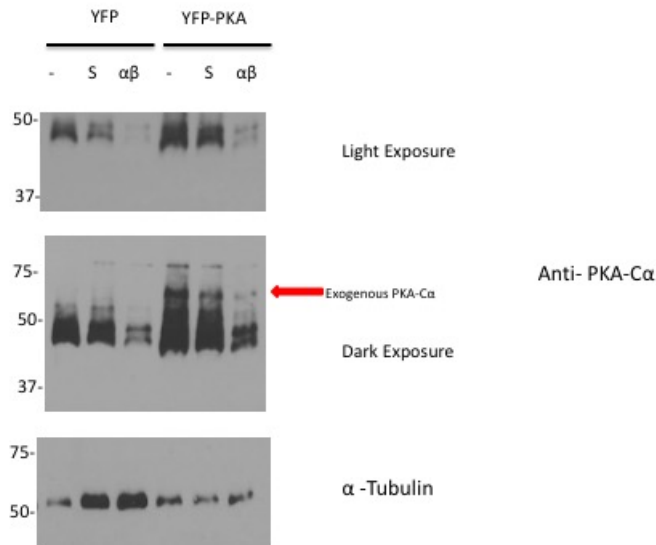 YFP YFP-PKA
- S αβ - S αβ
50-
Light Exposure
37-
75-
Exogenous PKA-Cα
Anti- PKA-Cα
50-
Dark Exposure
37-
75-
α -Tubulin
50-